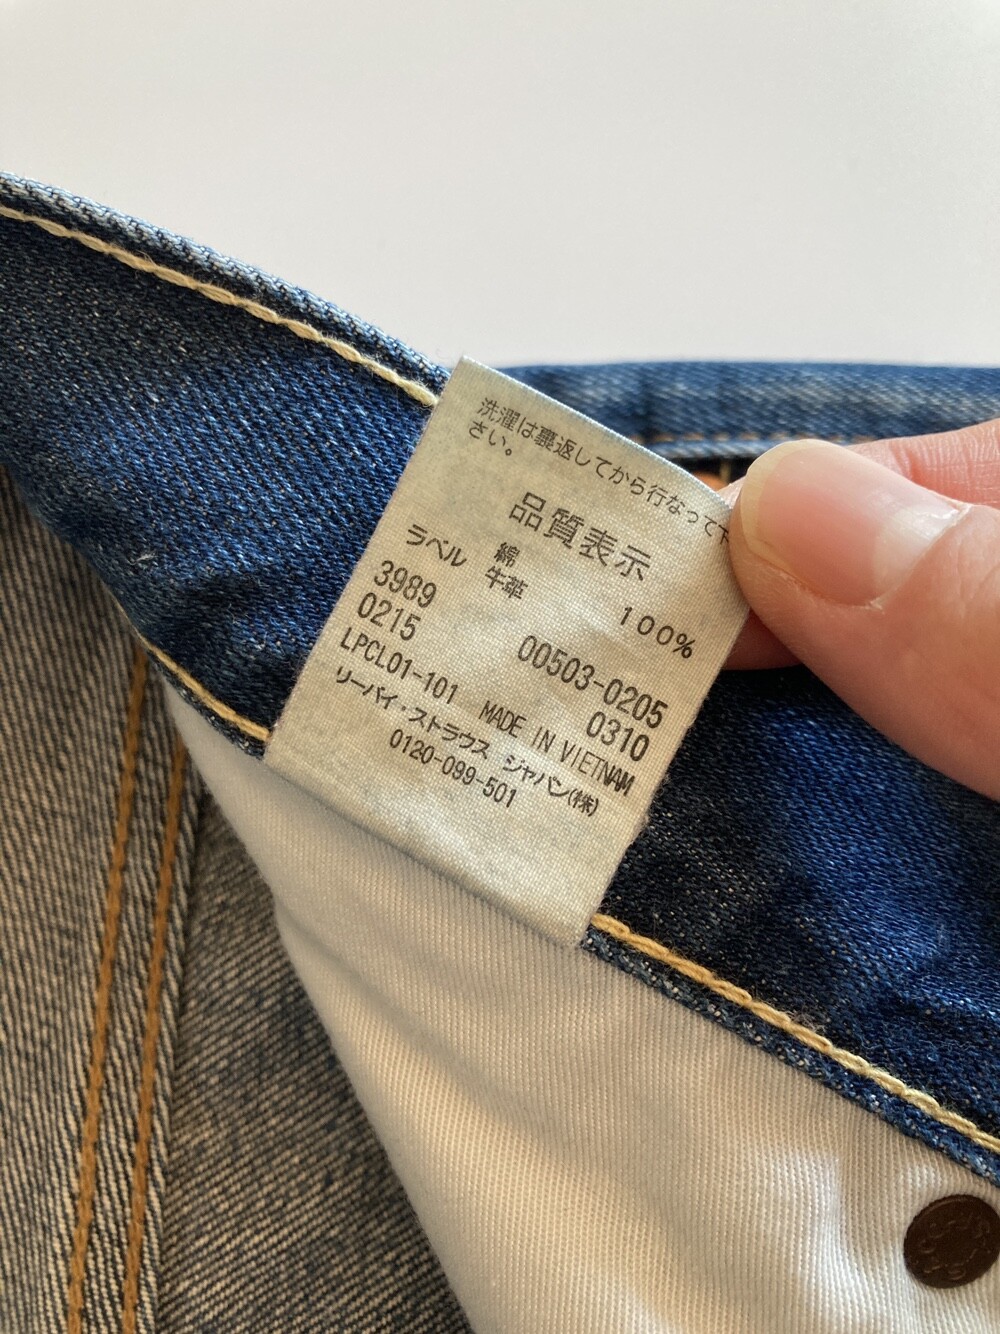 洗濯は裏返してから行なって下
さい。
品質表示
綿 100%
ラベル 牛革
3989 00503-0205
0215 0310
LPCL01-101 MADE IN VIETNAM
リーバイ・ストラウス ジャパン(株)
0120-099-501